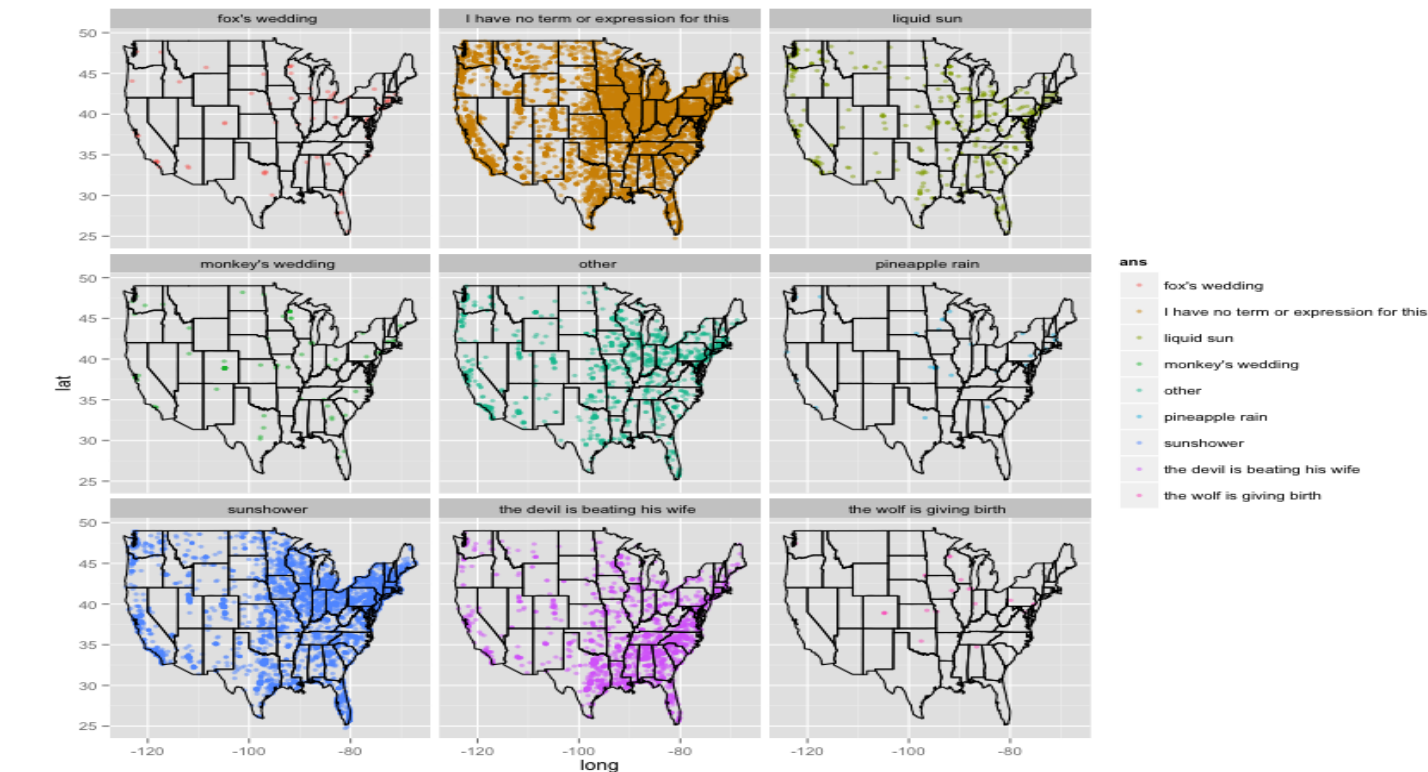 fox's wedding
I have no term or expression for this
liquid sun
50
45
40
35
30
25
monkey's wedding
other
pineapple rain
50
45
40
35
30
25
lat
sunshower
the devil is beating his wife
the wolf is giving birth
50
45
40
35
30
25
-120 -100 -80
-120 -100 -80
-120 -100 -80
long
ans
fox's wedding
I have no term or expression for this
liquid sun
monkey's wedding
other
pineapple rain
sunshower
the devil is beating his wife
the wolf is giving birth